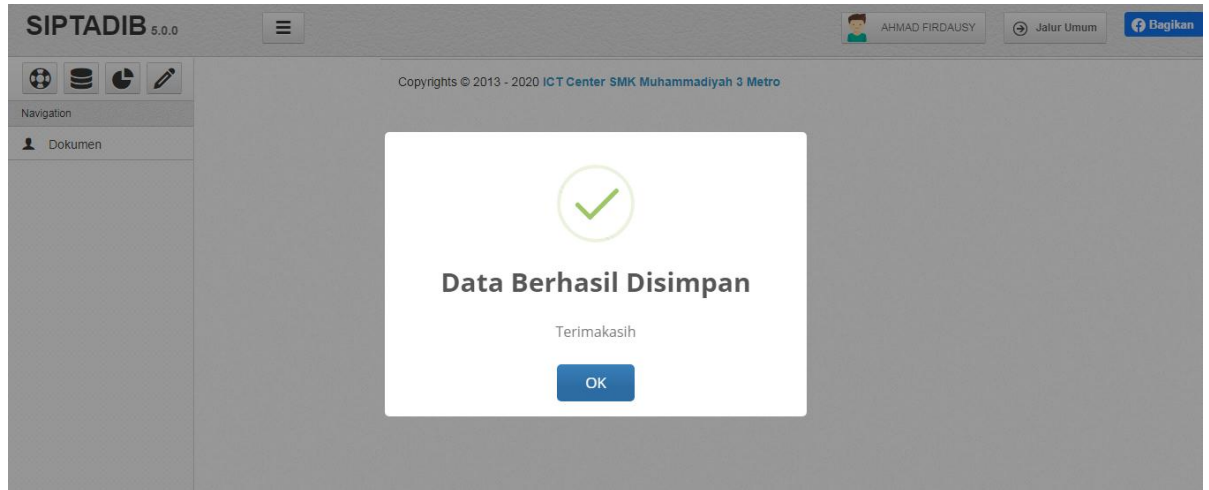 SIPTADIB 5.0.0
AHMAD FIRDAUSY
Jalur Umum
Bagikan
Navigation
Dokumen
Copyrights © 2013 - 2020 ICT Center SMK Muhammadiyah 3 Metro
Data Berhasil Disimpan
Terimakasih
OK